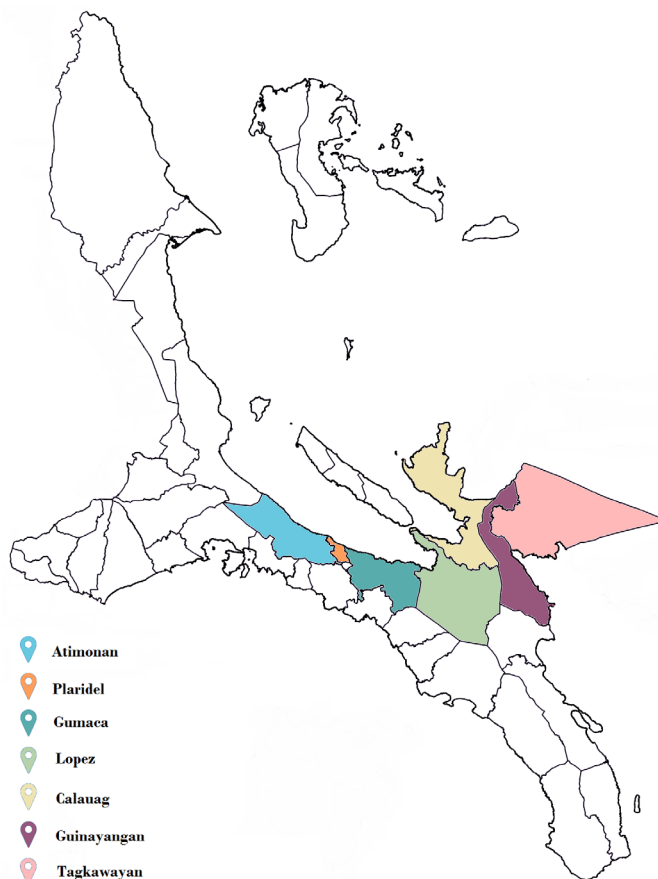 Atimonan
Plaridel
Gumaca
Lopez
Calauag
Guinayangan
Tagkawayan